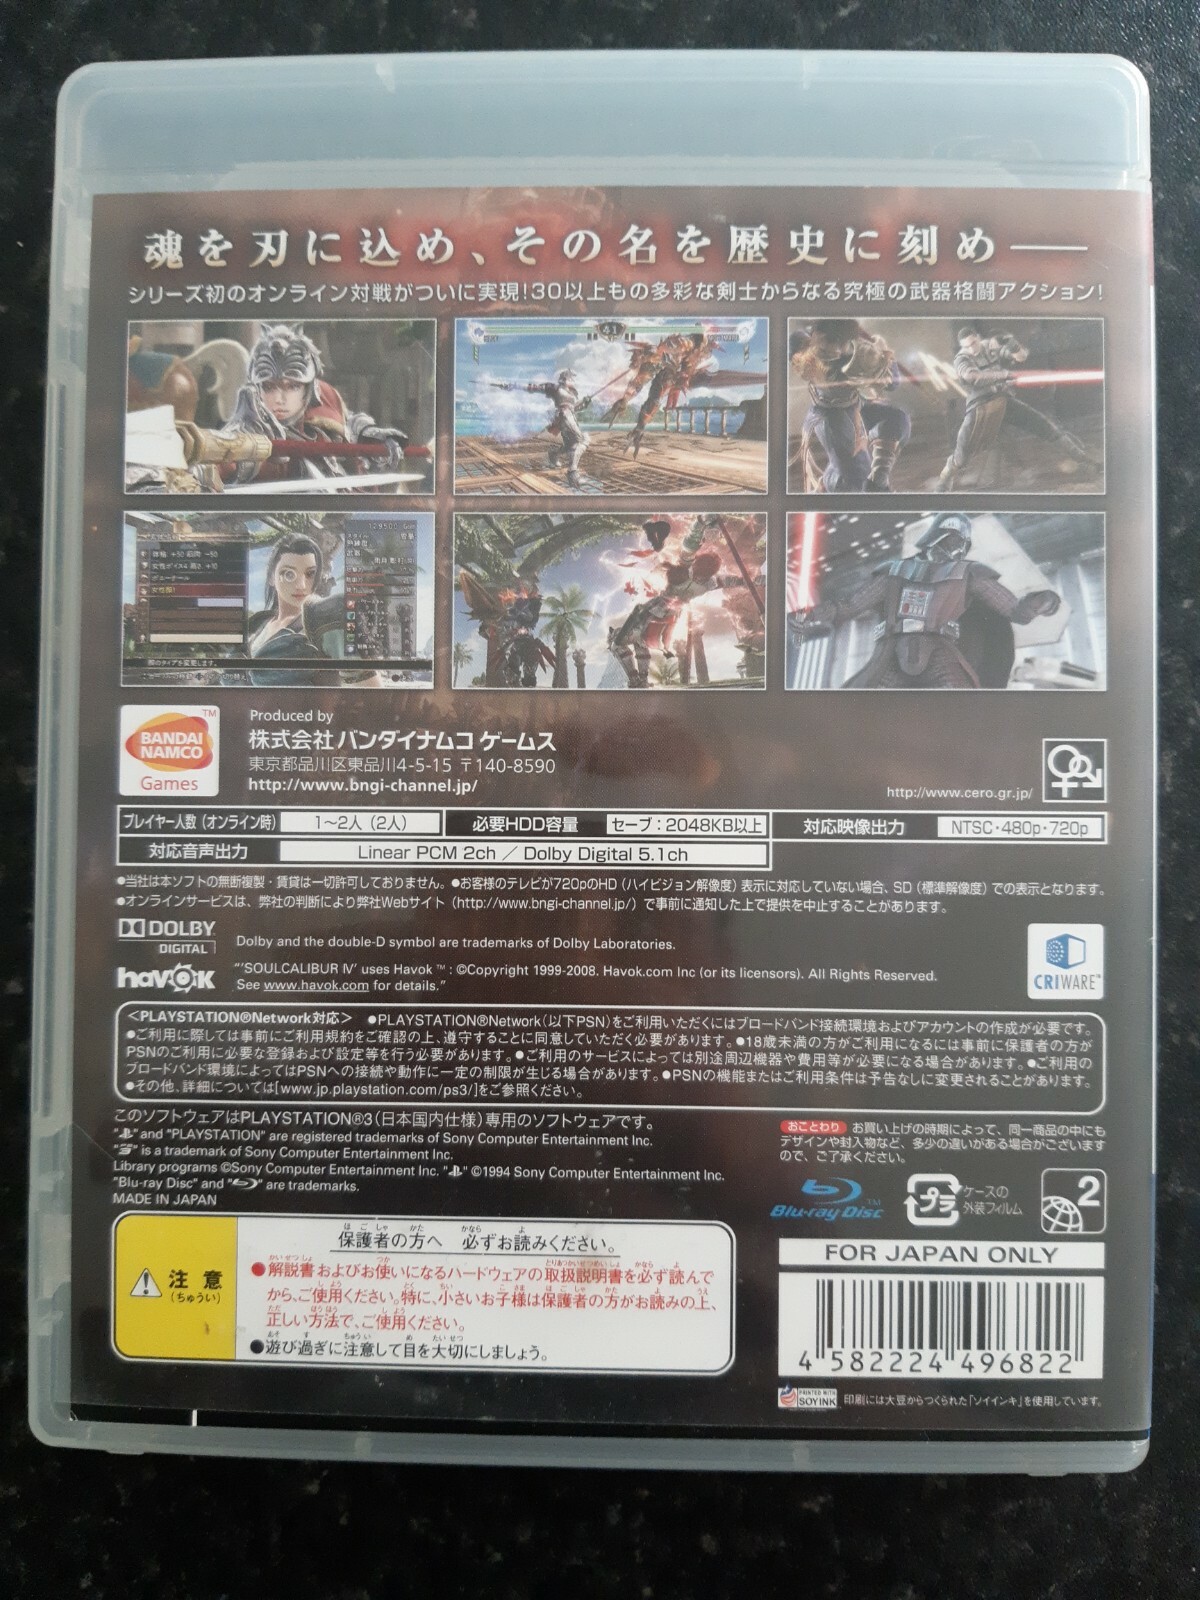 魂を刃に込め、その名を歴史に刻め──
シリーズ初のオンライン対戦がついに実現!30以上もの多彩な剣士からなる究極の武器格闘アクション!
BANDAI
NAMCO
Games
TM
Produced by
株式会社バンダイナムコ ゲームス
東京都品川区東品川4-5-15 〒140-8590
http://www.bngi-channel.jp/
http://www.cero.gr.jp/
プレイヤー人数(オンライン時) 1~2人(2人) 必要HDD容量 セーブ:2048KB以上 対応映像出力 NTSC・480p・720p
対応音声出力 Linear PCM 2ch / Dolby Digital 5.1ch
●当社は本ソフトの無断複製・賃貸は一切許可しておりません。●お客様のテレビが720pのHD(ハイビジョン解像度)表示に対応していない場合、SD(標準解像度)での表示となります。
●オンラインサービスは、弊社の判断により弊社Webサイト(http://www.bngi-channel.jp/)で事前に通知した上で提供を中止することがあります。
DOLBY
DIGITAL
Dolby and the double-D symbol are trademarks of Dolby Laboratories.
havok
"'SOULCALIBUR Ⅳ' uses Havok ™ : ©Copyright 1999-2008. Havok.com Inc (or its licensors). All Rights Reserved.
See www.havok.com for details."
CRIWARE™
<PLAYSTATION®Network対応> ●PLAYSTATION®Network(以下PSN)をご利用いただくにはブロードバンド接続環境およびアカウントの作成が必要です。
●ご利用に際しては事前にご利用規約をご確認の上、遵守することに同意していただく必要があります。●18歳未満の方がご利用になるには事前に保護者の方が
PSNのご利用に必要な登録および設定等を行う必要があります。●ご利用のサービスによっては別途周辺機器や費用等が必要になる場合があります。●ご利用の
ブロードバンド環境によってはPSNへの接続や動作に一定の制限が生じる場合があります。●PSNの機能またはご利用条件は予告なしに変更されることがあります。
●その他、詳細については[www.jp.playstation.com/ps3/]をご参照ください。
このソフトウェアはPLAYSTATION®3(日本国内仕様)専用のソフトウェアです。
" " and "PLAYSTATION" are registered trademarks of Sony Computer Entertainment Inc.
" " is a trademark of Sony Computer Entertainment Inc.
Library programs ©Sony Computer Entertainment Inc. " " ©1994 Sony Computer Entertainment Inc.
"Blu-ray Disc" and " " are trademarks.
MADE IN JAPAN
おことわり お買い上げの時期によって、同一商品の中にも
デザインや封入物など、多少の違いがある場合がございます
ので、ご了承ください。
Blu-ray Disc™
プラ
ケースの
外装フィルム
2
FOR JAPAN ONLY
4 582224 496822
PRINTED WITH
SOY INK
印刷には大豆からつくられた「ソイインキ」を使用しています。
注意
(ちゅうい)
保護者の方へ 必ずお読みください。
●解説書およびお使いになるハードウェアの取扱説明書を必ず読んで
から、ご使用ください。特に、小さいお子様は保護者の方がお読みの上、
正しい方法で、ご使用ください。
●遊び過ぎに注意して目を大切にしましょう。